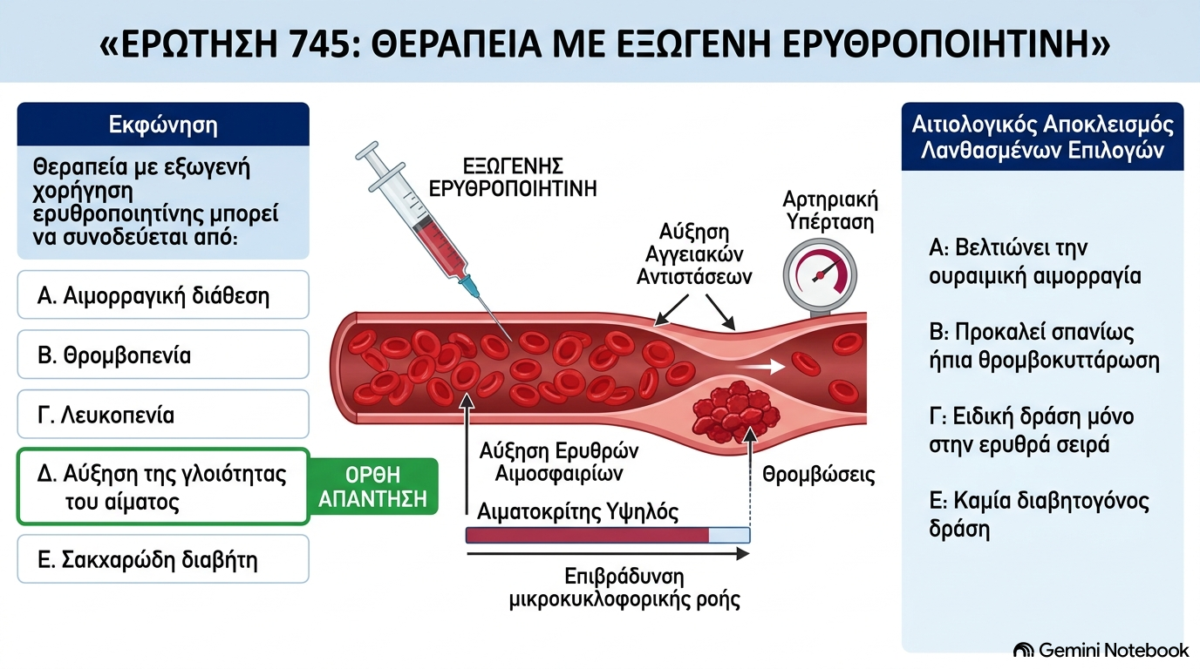 «ΕΡΩΤΗΣΗ 745: ΘΕΡΑΠΕΙΑ ΜΕ ΕΞΩΓΕΝΗ ΕΡΥΘΡΟΠΟΙΗΤΙΝΗ»
Εκφώνηση
Θεραπεία με εξωγενή
χορήγηση
ερυθροποιητίνης μπορεί
να συνοδεύεται από:
Α. Αιμορραγική διάθεση
Β. Θρομβοπενία
Γ. Λευκοπενία
Δ. Αύξηση της γλοιότητας
του αίματος
ΟΡΘΗ
ΑΠΑΝΤΗΣΗ
Ε. Σακχαρώδη διαβήτη
ΕΞΩΓΕΝΗΣ
ΕΡΥΘΡΟΠΟΙΗΤΙΝΗ
Αύξηση
Αγγειακών
Αντιστάσεων
Αρτηριακή
Υπέρταση
Αύξηση Ερυθρών
Αιμοσφαιρίων
Θρομβώσεις
Αιματοκρίτης Υψηλός
Επιβράδυνση
μικροκυκλοφορικής ροής
Αιτιολογικός Αποκλεισμός
Λανθασμένων Επιλογών
Α: Βελτιώνει την
ουραιμική αιμορραγία
Β: Προκαλεί σπανίως
ήπια θρομβοκυττάρωση
Γ: Ειδική δράση μόνο
στην ερυθρά σειρά
Ε: Καμία διαβητογόνος
δράση
Gemini Notebook